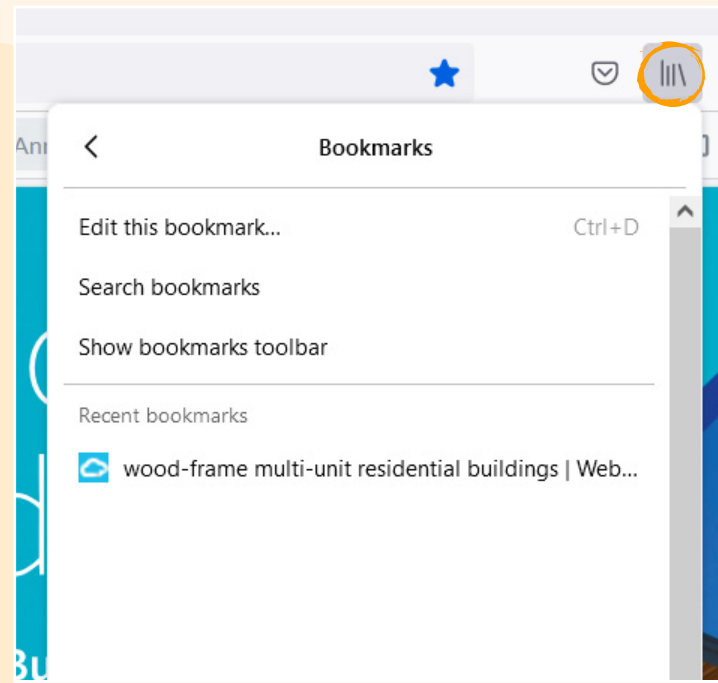 Bookmarks
Edit this bookmark... Ctrl+D
Search bookmarks
Show bookmarks toolbar
Recent bookmarks
wood-frame multi-unit residential buildings | Web...